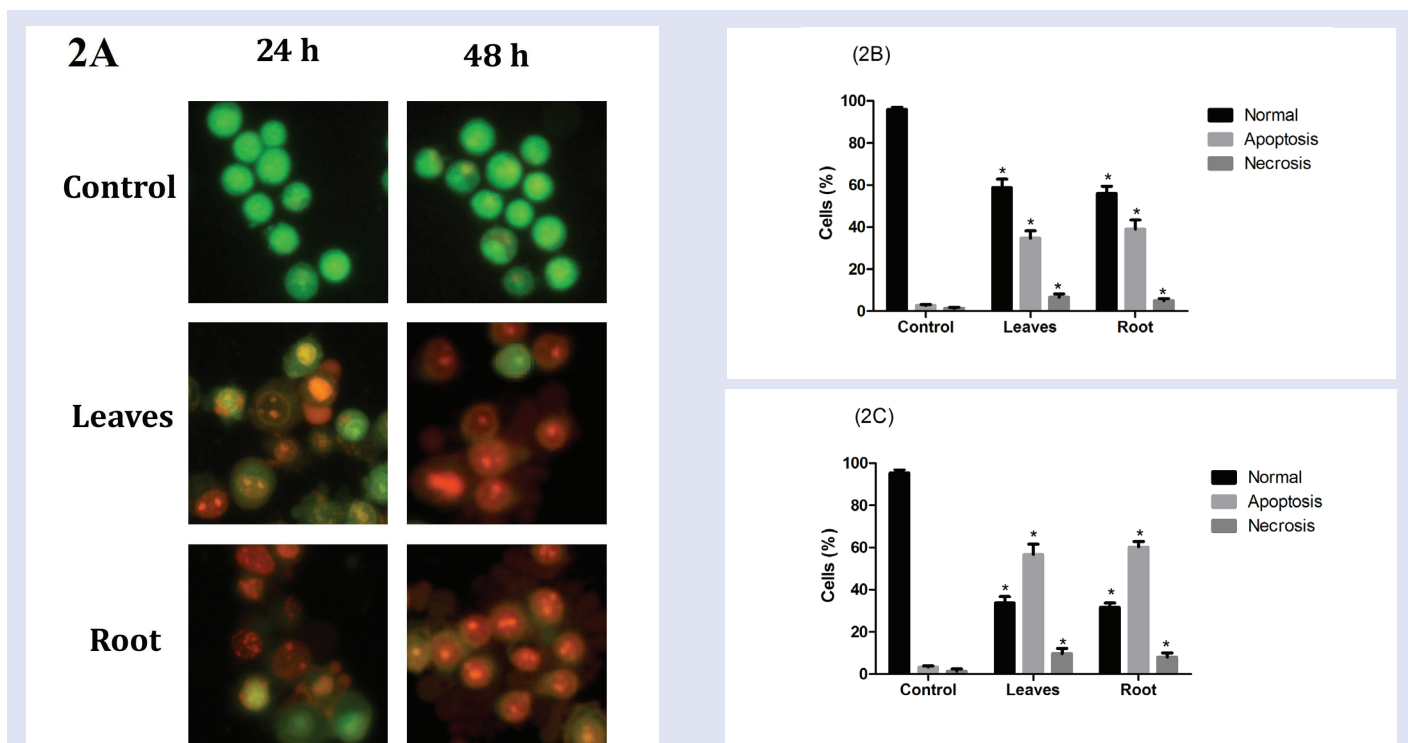 2A
24 h
48 h
Control
Leaves
Root
(2B)
100
80
60
40
20
0
Cells (%)
Normal
Apoptosis
Necrosis
*
*
*
*
*
*
Control
Leaves
Root
(2C)
100
80
60
40
20
0
Cells (%)
Normal
Apoptosis
Necrosis
*
*
*
*
*
*
Control
Leaves
Root